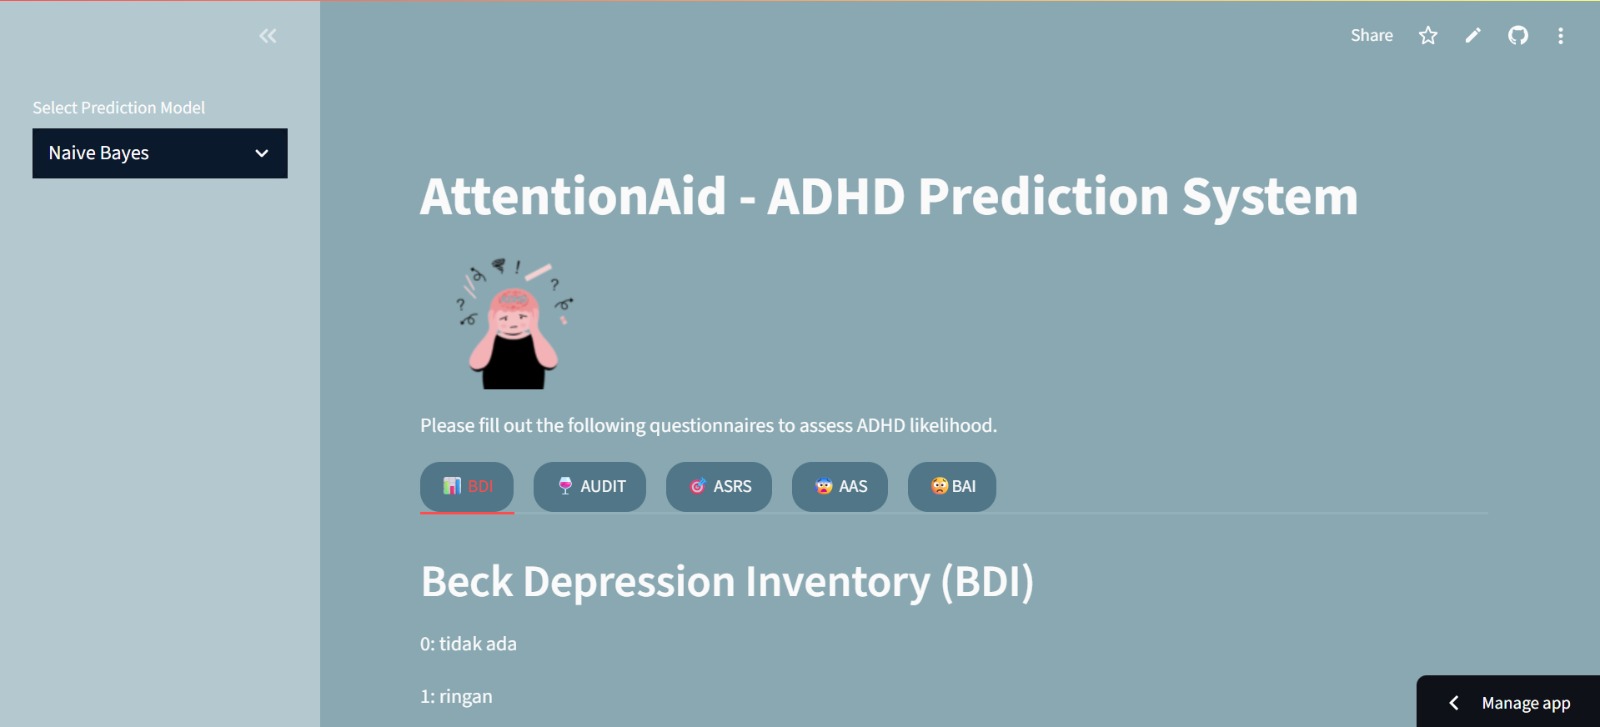 Share
Select Prediction Model
Naive Bayes
AttentionAid - ADHD Prediction System
Please fill out the following questionnaires to assess ADHD likelihood.
BDI AUDIT ASRS AAS BAI
Beck Depression Inventory (BDI)
0: tidak ada
1: ringan
Manage app